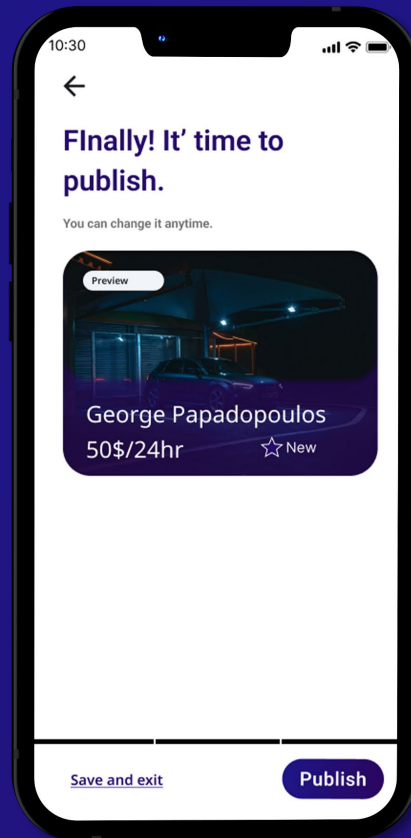 10:30
FInally! It’ time to
publish.
You can change it anytime.
Preview
George Papadopoulos
50$/24hr
New
Save and exit
Publish